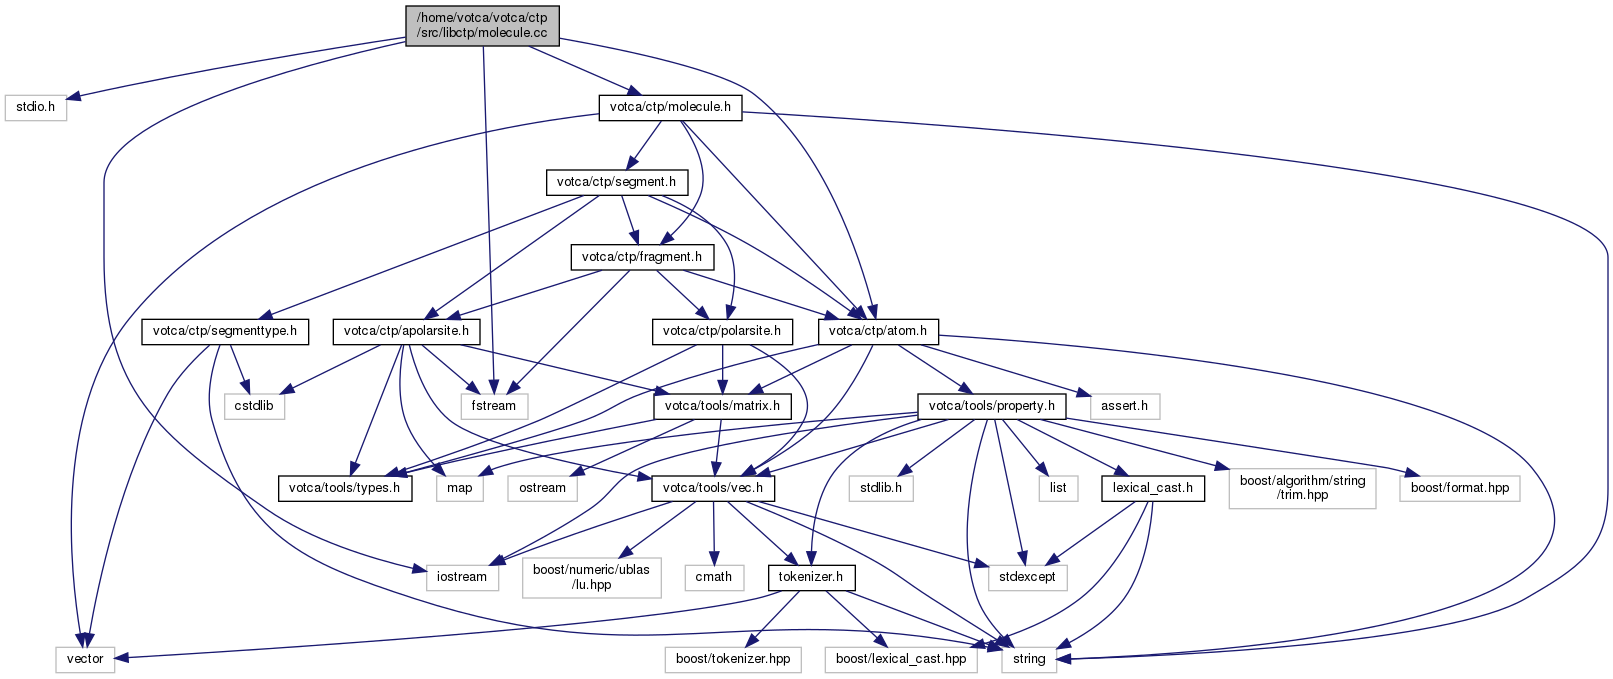 /home/votca/votca/ctp
/src/libctp/molecule.cc
stdio.h
votca/ctp/molecule.h
votca/ctp/segment.h
votca/ctp/fragment.h
votca/ctp/segmenttype.h
votca/ctp/apolarsite.h
votca/ctp/polarsite.h
votca/ctp/atom.h
cstdlib
fstream
votca/tools/matrix.h
votca/tools/property.h
assert.h
votca/tools/types.h
map
ostream
votca/tools/vec.h
stdlib.h
list
lexical_cast.h
boost/algorithm/string
/trim.hpp
boost/format.hpp
iostream
boost/numeric/ublas
/lu.hpp
cmath
tokenizer.h
stdexcept
vector
boost/tokenizer.hpp
boost/lexical_cast.hpp
string